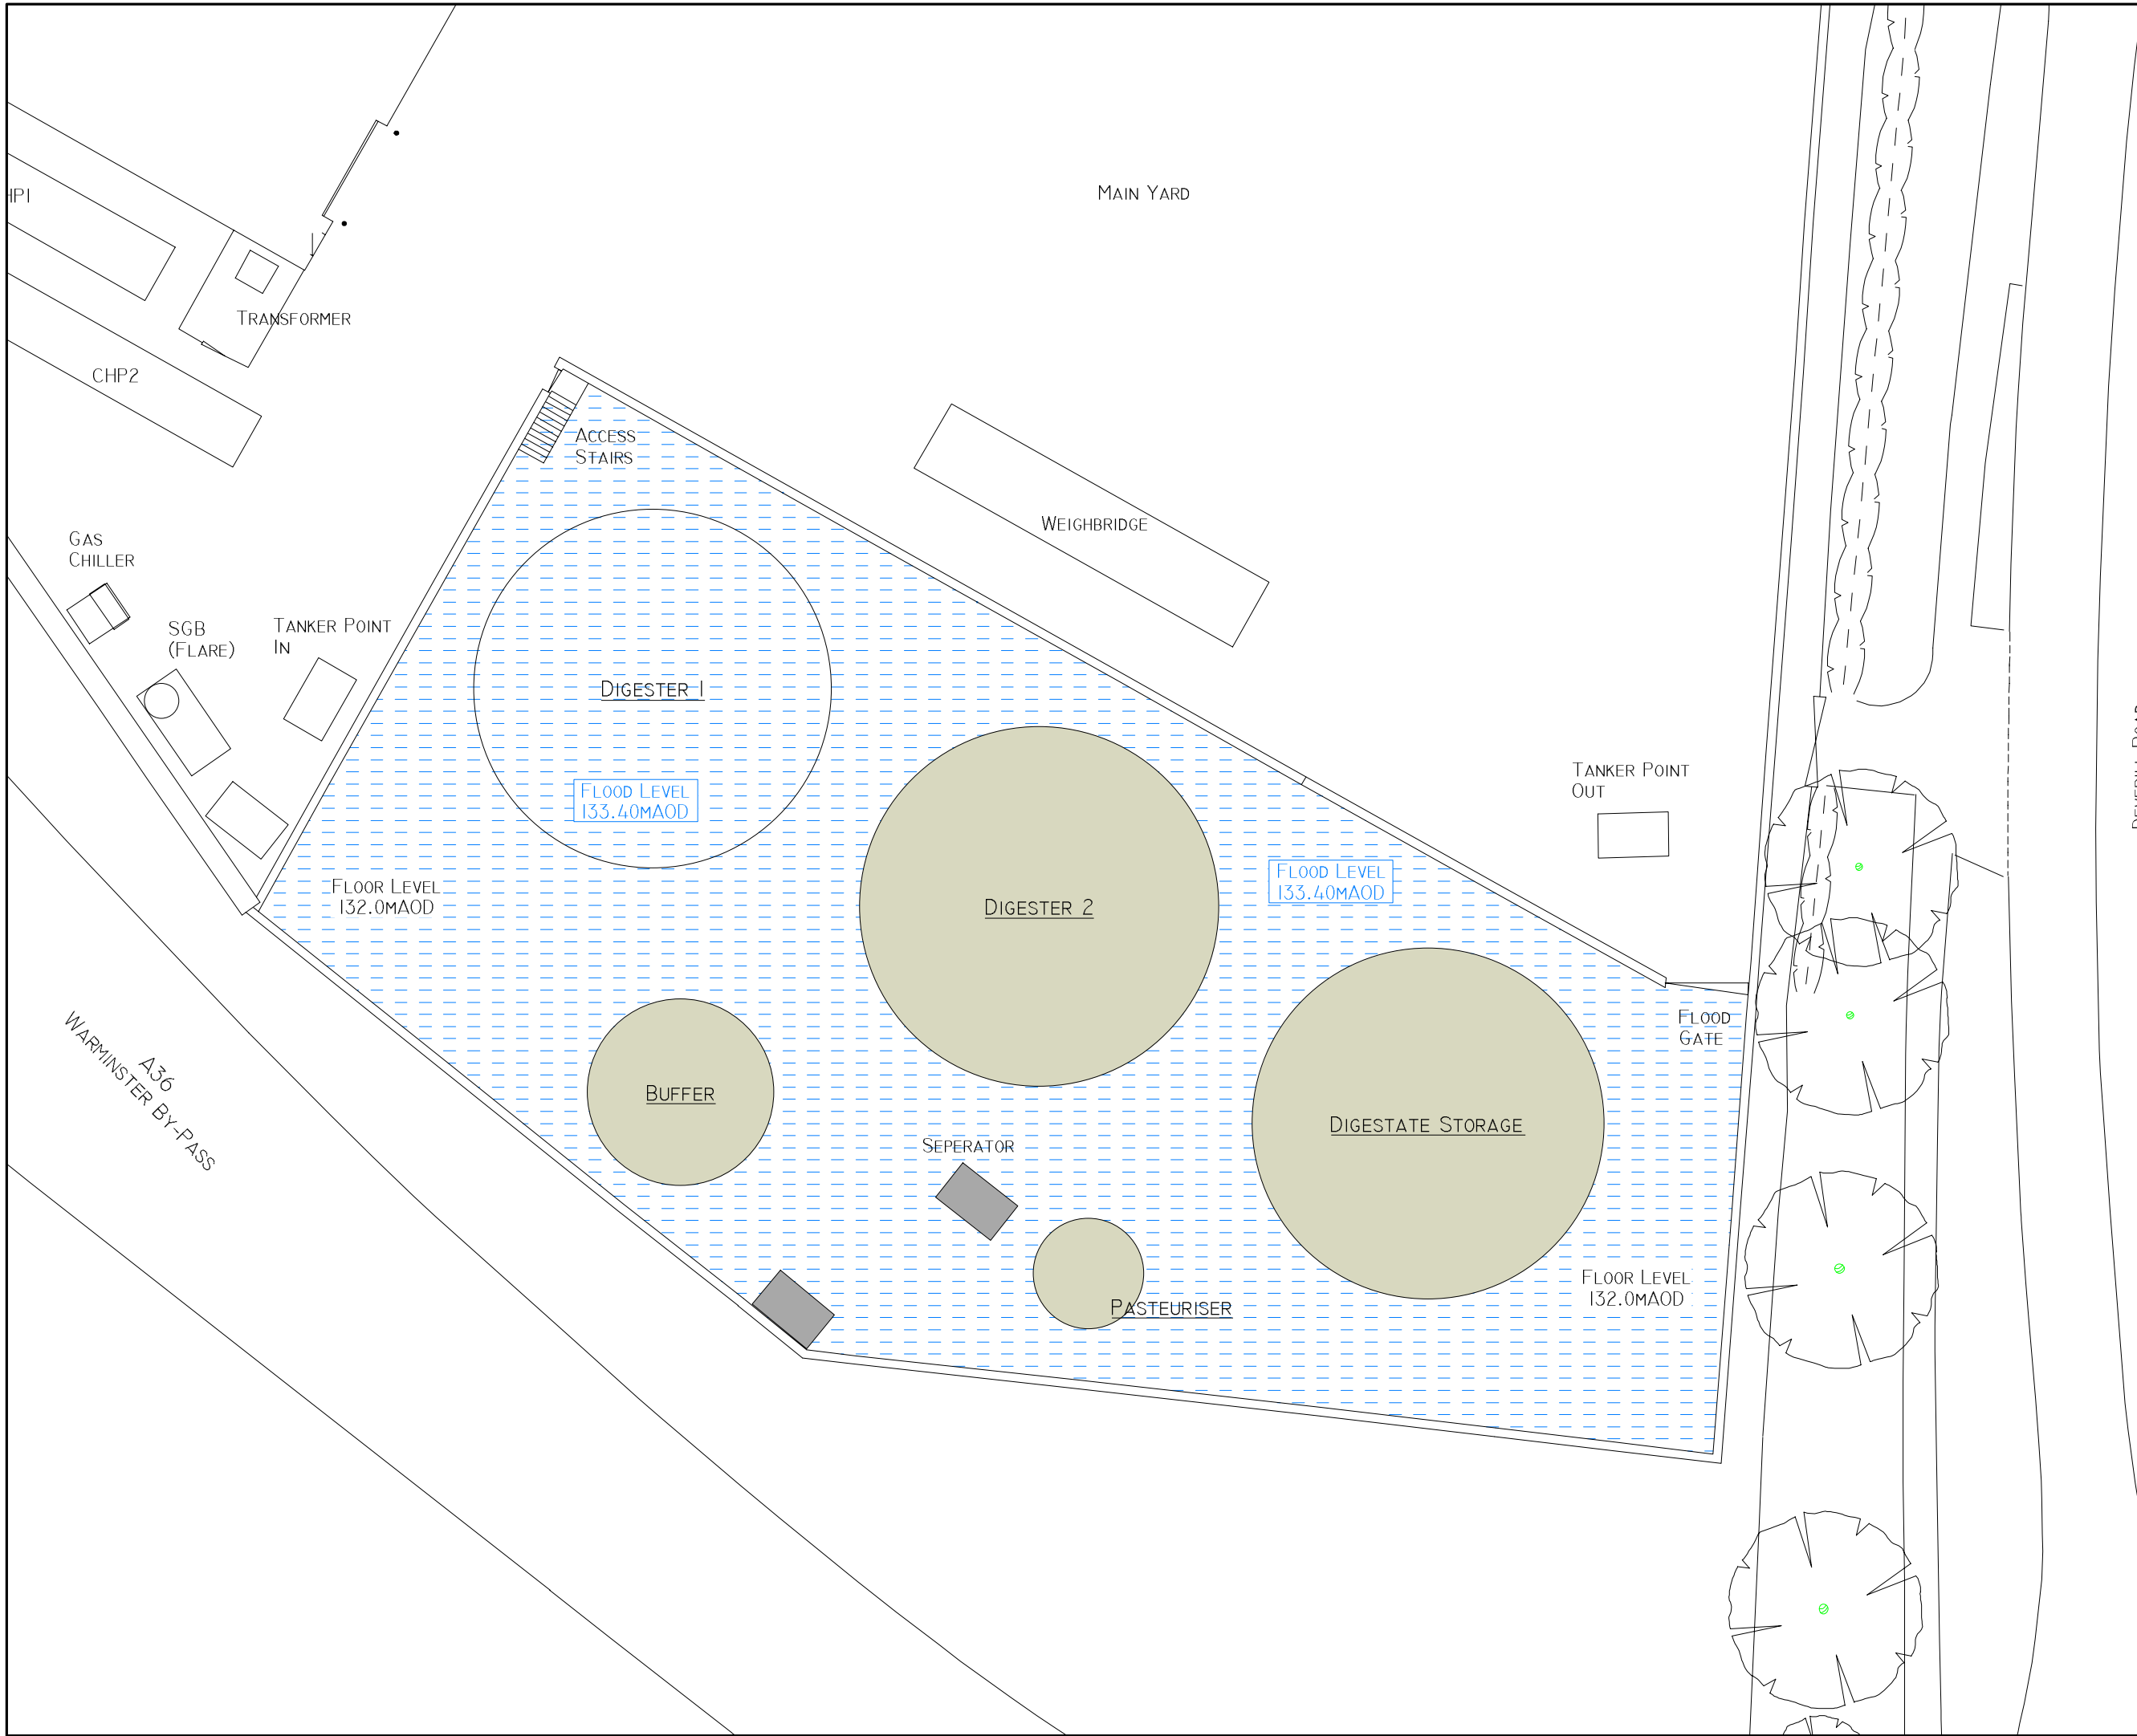 MAIN YARD
HP1
TRANSFORMER
CHP2
ACCESS
STAIRS
WEIGHBRIDGE
GAS
CHILLER
SGB
(FLARE)
TANKER POINT
IN
DIGESTER 1
FLOOD LEVEL
133.40MAOD
TANKER POINT
OUT
FLOOR LEVEL
132.0MAOD
FLOOD LEVEL
133.40MAOD
DIGESTER 2
FLOOD
GATE
A36
WARMINSTER BY-PASS
BUFFER
SEPERATOR
DIGESTATE STORAGE
PASTEURISER
FLOOR LEVEL
132.0MAOD